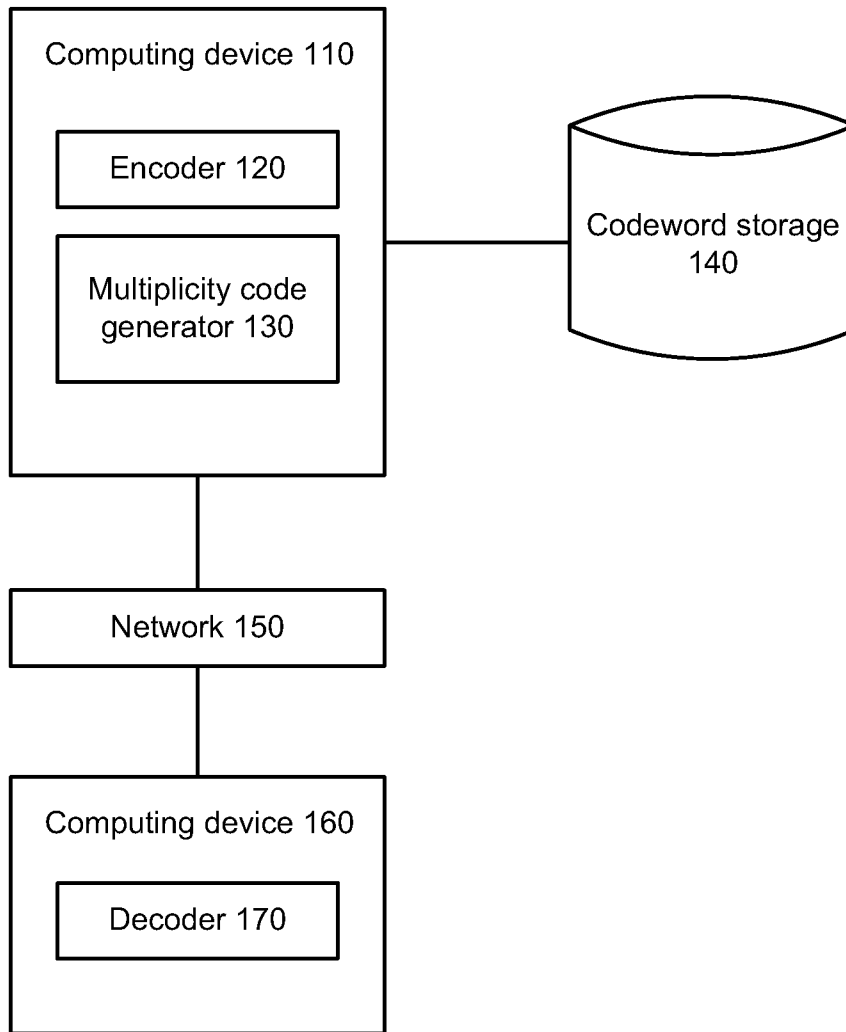 Computing device 110
Encoder 120
Multiplicity code
generator 130
Codeword storage
140
Network 150
Computing device 160
Decoder 170